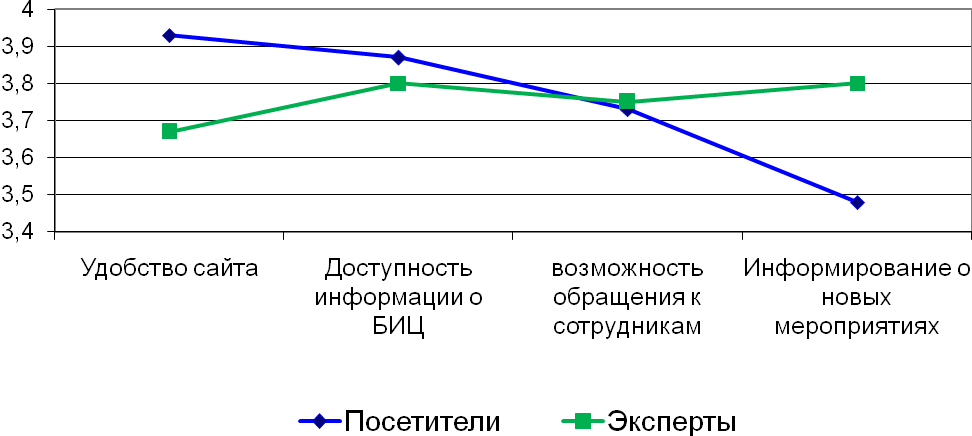 4
3,9
3,8
3,7
3,6
3,5
3,4
Удобство сайта
Доступность
информации о
БИЦ
возможность
обращения к
сотрудникам
Информирование о
новых
мероприятиях
Посетители
Эксперты